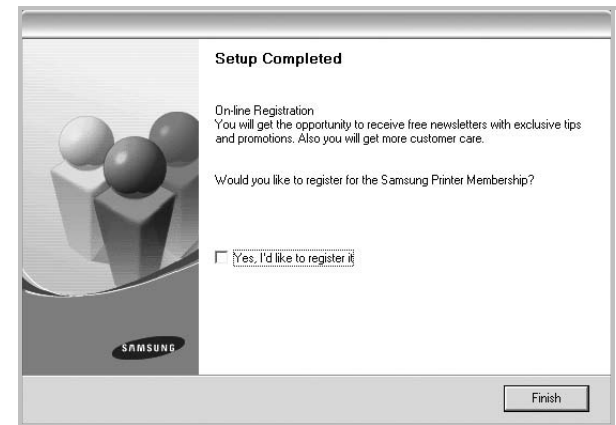 Setup Completed
On-line Registration
You will get the opportunity to receive free newsletters with exclusive tips
and promotions. Also you will get more customer care.
Would you like to register for the Samsung Printer Membership?
Yes, I'd like to register it
SAMSUNG
Finish